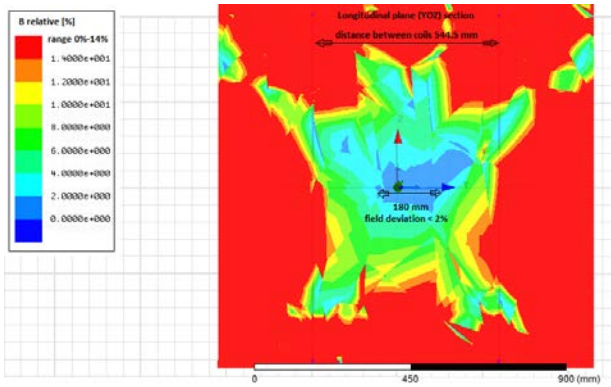 B relative [%]
range 0%-14%
1.4000e+001
1.2000e+001
1.0000e+001
8.0000e+000
6.0000e+000
4.0000e+000
2.0000e+000
0.0000e+000
Longitudinal plane (YOZ) section
distance between coils 544.5 mm
180 mm
field deviation < 2%
0
450
900 (mm)